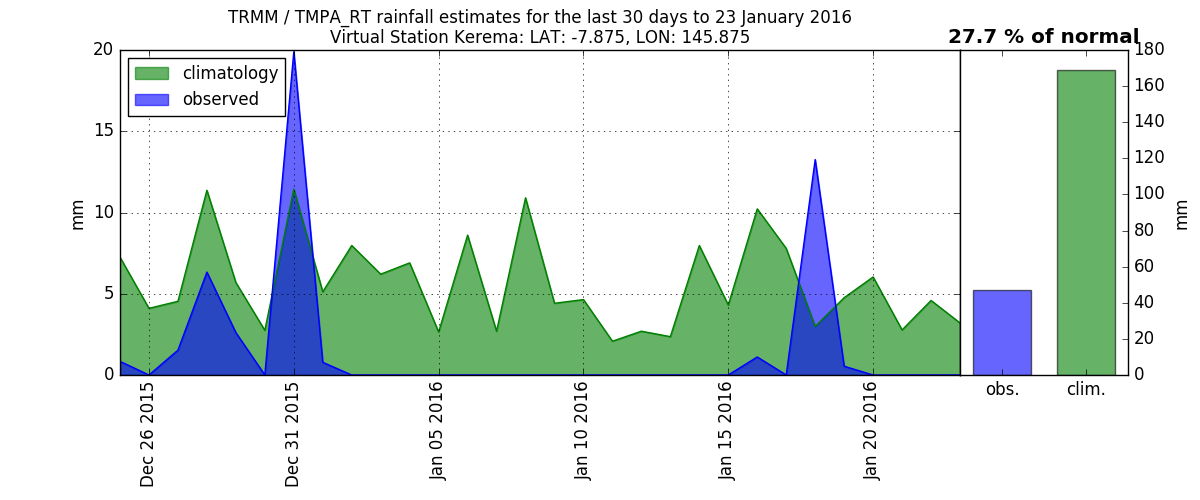 TRMM / TMPA_RT rainfall estimates for the last 30 days to 23 January 2016
Virtual Station Kerema: LAT: -7.875, LON: 145.875
27.7 % of normal
climatology
observed
20
15
10
5
0
mm
Dec 26 2015
Dec 31 2015
Jan 05 2016
Jan 10 2016
Jan 15 2016
Jan 20 2016
180
160
140
120
100
80
60
40
20
0
mm
obs.
clim.